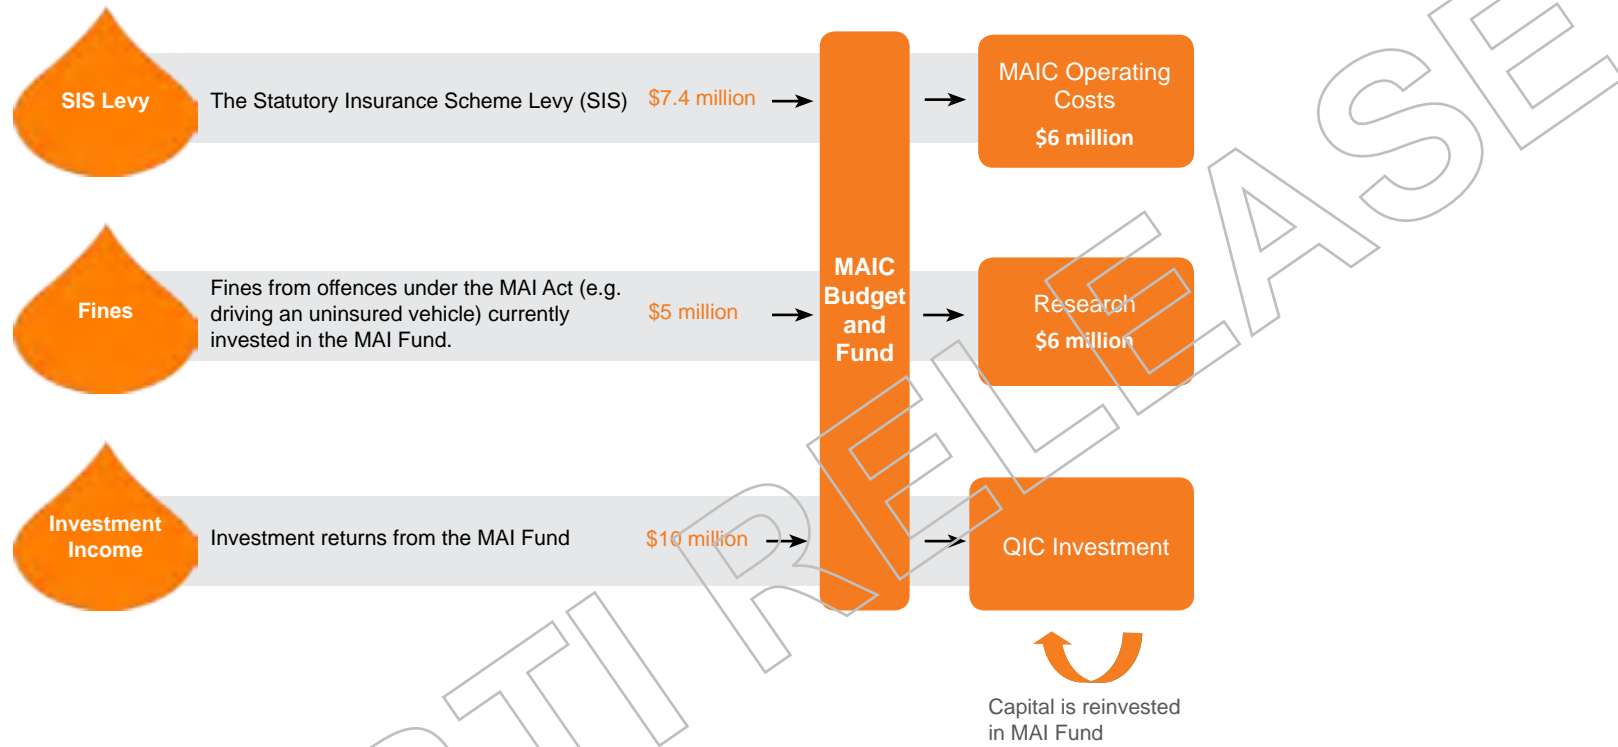 SIS Levy
The Statutory Insurance Scheme Levy (SIS)
$7.4 million
MAIC Operating
Costs
$6 million
Fines
Fines from offences under the MAI Act (e.g.
driving an uninsured vehicle) currently
invested in the MAI Fund.
$5 million
MAIC
Budget
and
Fund
Research
$6 million
Investment
Income
Investment returns from the MAI Fund
$10 million
QIC Investment
Capital is reinvested
in MAI Fund
RTI RELEASE